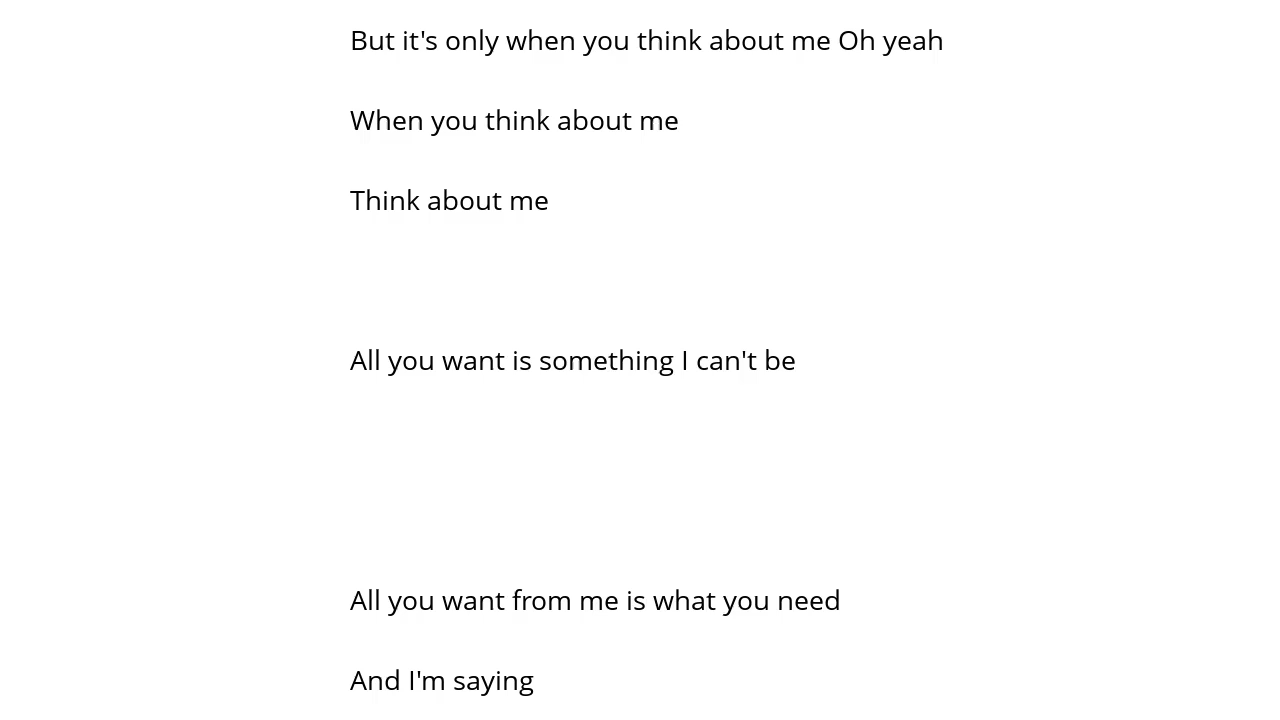 But it's only when you think about me Oh yeah
When you think about me
Think about me
All you want is something I can't be
All you want from me is what you need
And I'm saying